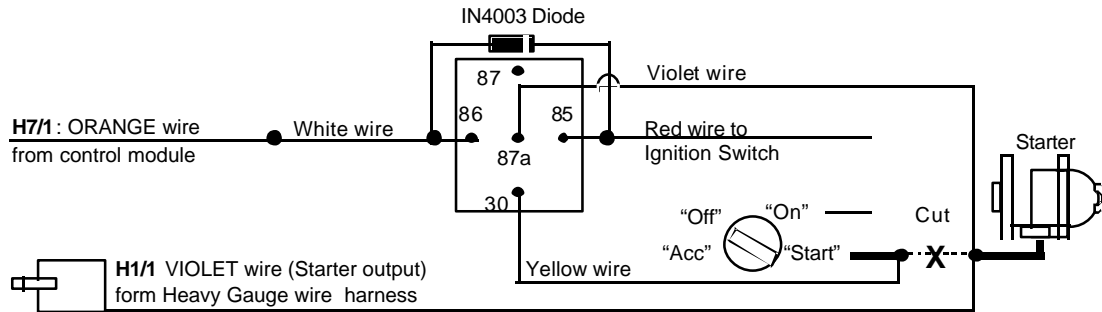 IN4003 Diode
87
Violet wire
H7/1 : ORANGE wire
from control module
White wire
86
85
87a
Red wire to
Ignition Switch
Starter
30
"Off"
"On"
Cut
"Acc"
"Start"
X
Yellow wire
H1/1 VIOLET wire (Starter output)
form Heavy Gauge wire harness